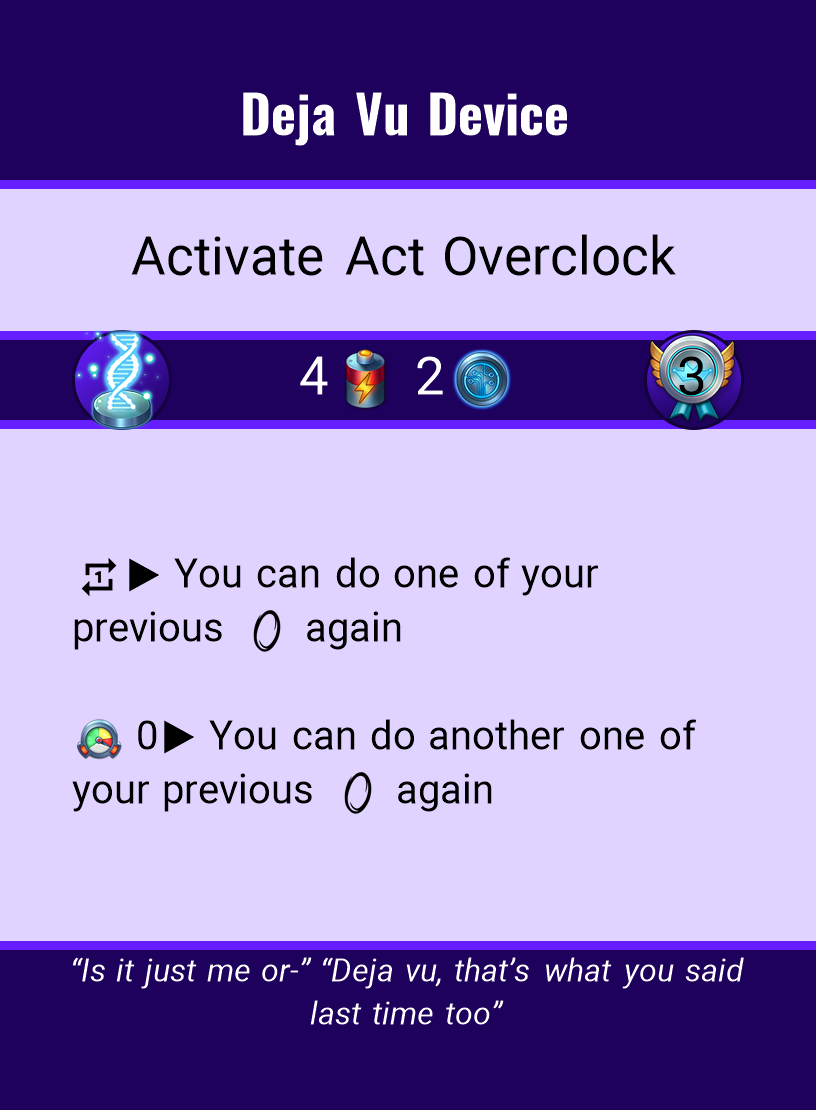 Deja Vu Device
Activate Act Overclock
4 2 3
1 ▶ You can do one of your
previous again
0▶ You can do another one of
your previous again
“Is it just me or-” “Deja vu, that’s what you said
last time too”